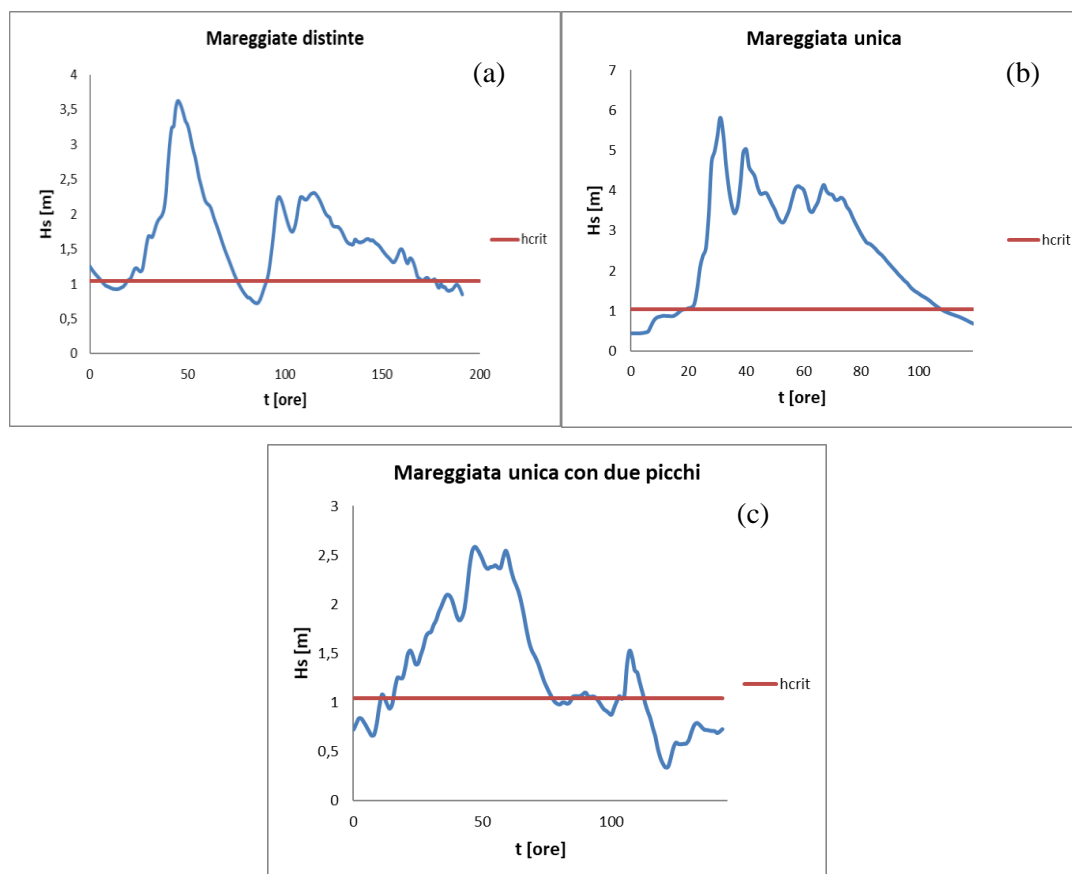 Mareggiate distinte
(a)
4
3,5
3
2,5
2
1,5
1
0,5
0
Hs [m]
0 50 100 150 200
t [ore]
hcrit
Mareggiata unica
(b)
7
6
5
4
3
2
1
0
Hs [m]
0 20 40 60 80 100
t [ore]
hcrit
Mareggiata unica con due picchi
(c)
3
2,5
2
1,5
1
0,5
0
Hs [m]
0 50 100
t [ore]
hcrit